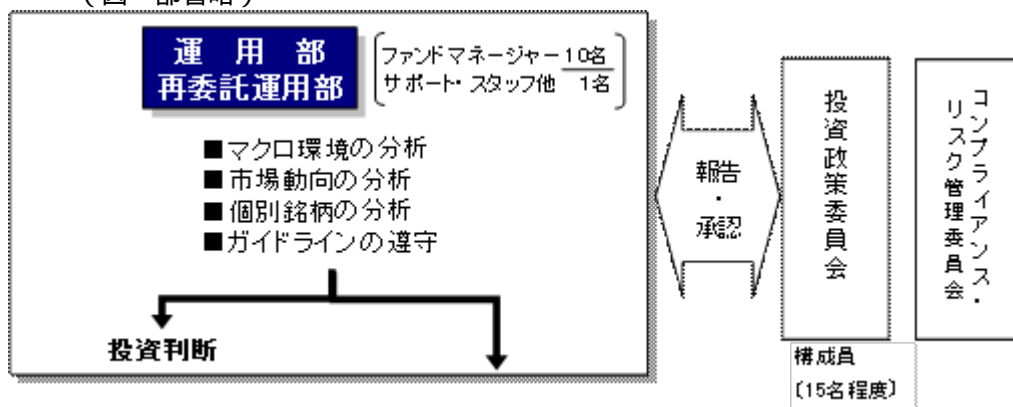 運 用 部
再委託運用部
ファンドマネージャー10名
サポート・スタッフ他 1名
■マクロ環境の分析
■市場動向の分析
■個別銘柄の分析
■ガイドラインの遵守
投資判断
報告
・
承認
投資政策委員会
構成員
〔15名程度〕
コンプライアンス・
リスク管理委員会